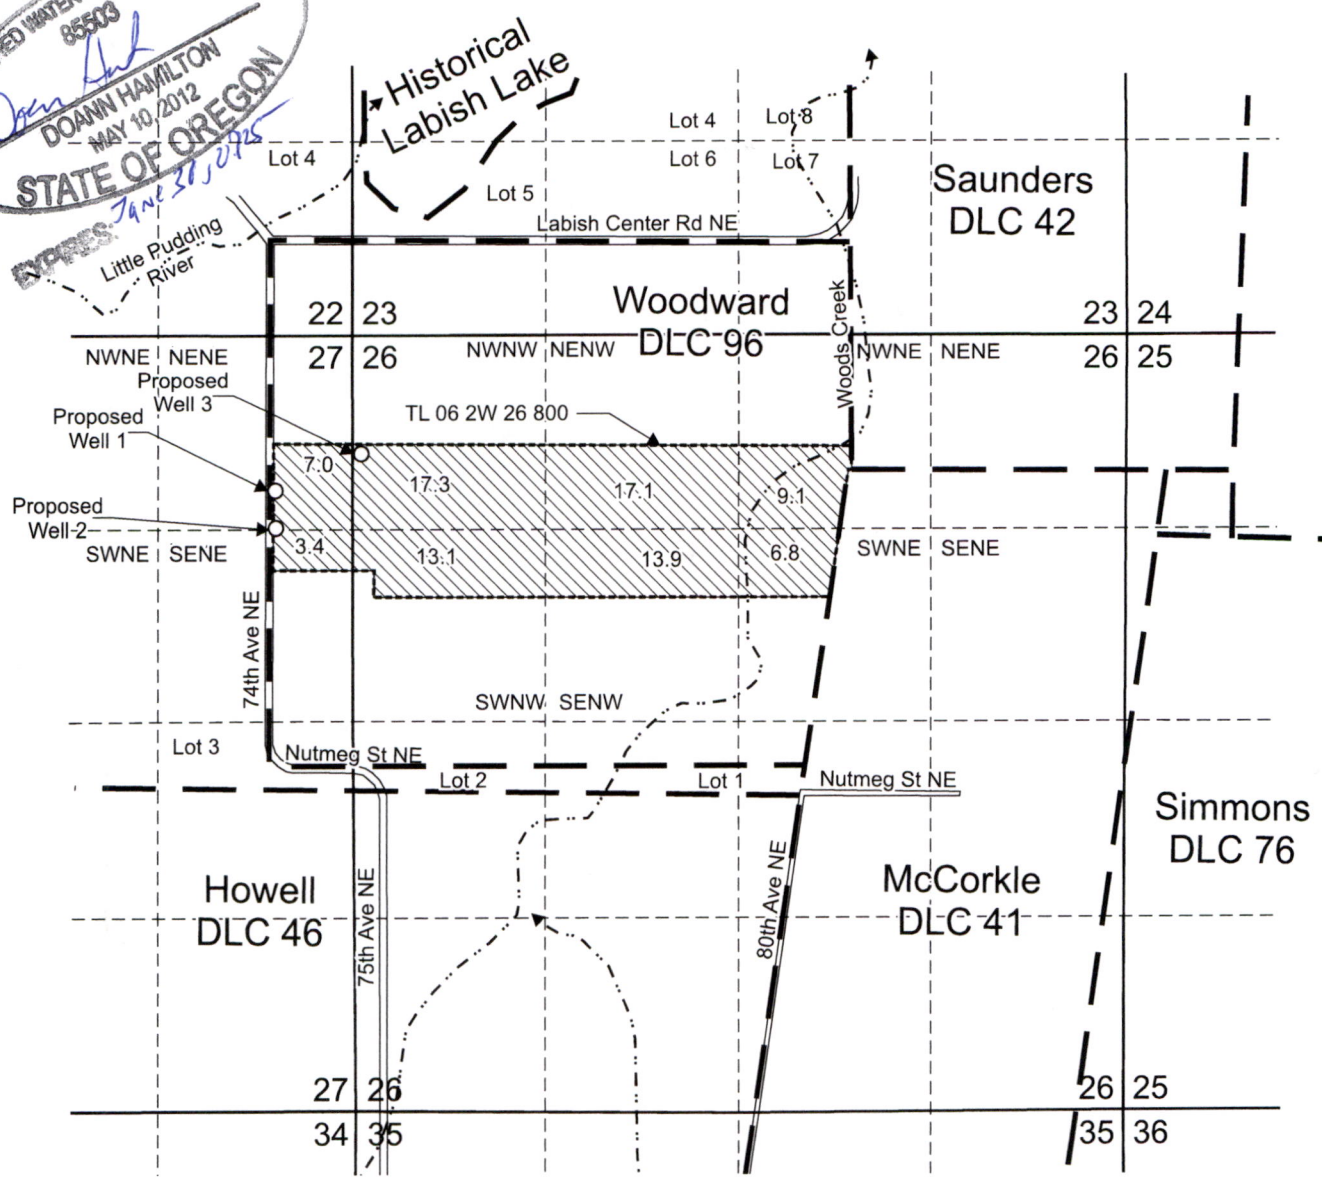 85503
DOANN HAMILTON
MAY 10, 2012
STATE OF OREGON
EXPIRES:
Historical
Labish Lake
Lot 4
Lot 8
Lot 4
Lot 6
Lot 7
Lot 5
Saunders
DLC 42
Labish Center Rd NE
Little Pudding
River
Woodward
DLC 96
Woods Creek
22 23
27 26
23 24
26 25
NWNE NENE
NWNW NENW
NWNE NENE
Proposed
Well 3
Proposed
Well 1
Proposed
Well 2
TL 06 2W 26 800
7.0
17.3
17.1
9.1
3.4
13.1
13.9
6.8
SWNE SENE
SWNE SENE
74th Ave NE
SWNW SENW
Lot 3
Nutmeg St NE
Lot 2
Lot 1
Nutmeg St NE
Simmons
DLC 76
Howell
DLC 46
75th Ave NE
80th Ave NE
McCorkle
DLC 41
27 26
34 35
26 25
35 36